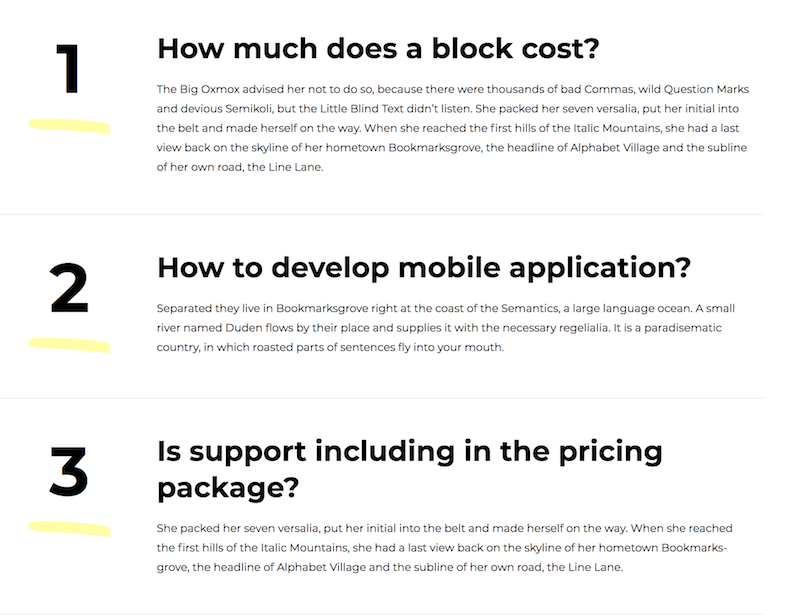 1
How much does a block cost?
The Big Oxmox advised her not to do so, because there were thousands of bad Commas, wild Question Marks
and devious Semikoli, but the Little Blind Text didn’t listen. She packed her seven versalia, put her initial into
the belt and made herself on the way. When she reached the first hills of the Italic Mountains, she had a last
view back on the skyline of her hometown Bookmarksgrove, the headline of Alphabet Village and the subline
of her own road, the Line Lane.
2
How to develop mobile application?
Separated they live in Bookmarksgrove right at the coast of the Semantics, a large language ocean. A small
river named Duden flows by their place and supplies it with the necessary regelialia. It is a paradisematic
country, in which roasted parts of sentences fly into your mouth.
3
Is support including in the pricing
package?
She packed her seven versalia, put her initial into the belt and made herself on the way. When she reached
the first hills of the Italic Mountains, she had a last view back on the skyline of her hometown Bookmarks-
grove, the headline of Alphabet Village and the subline of her own road, the Line Lane.